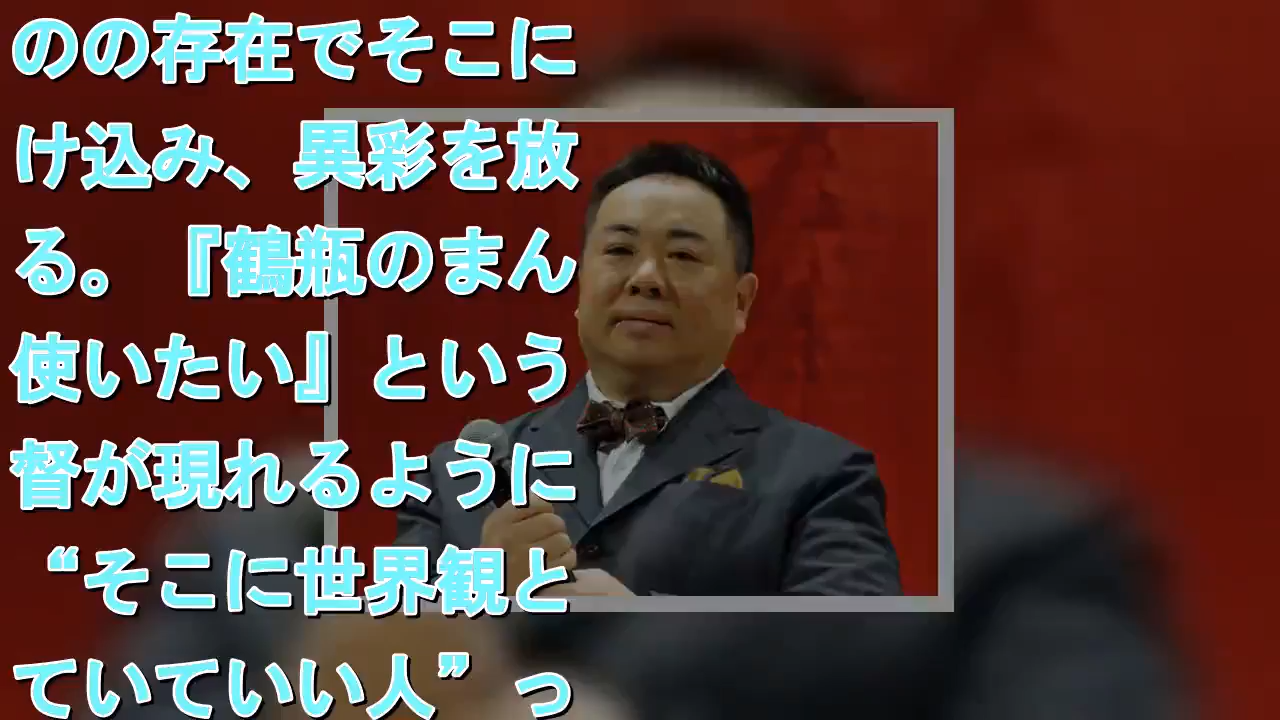 のの存在でそこに
け込み、異彩を放
る。『鶴瓶のまん
使いたい』という
督が現れるように
“そこに世界観と
ていていい人”っ